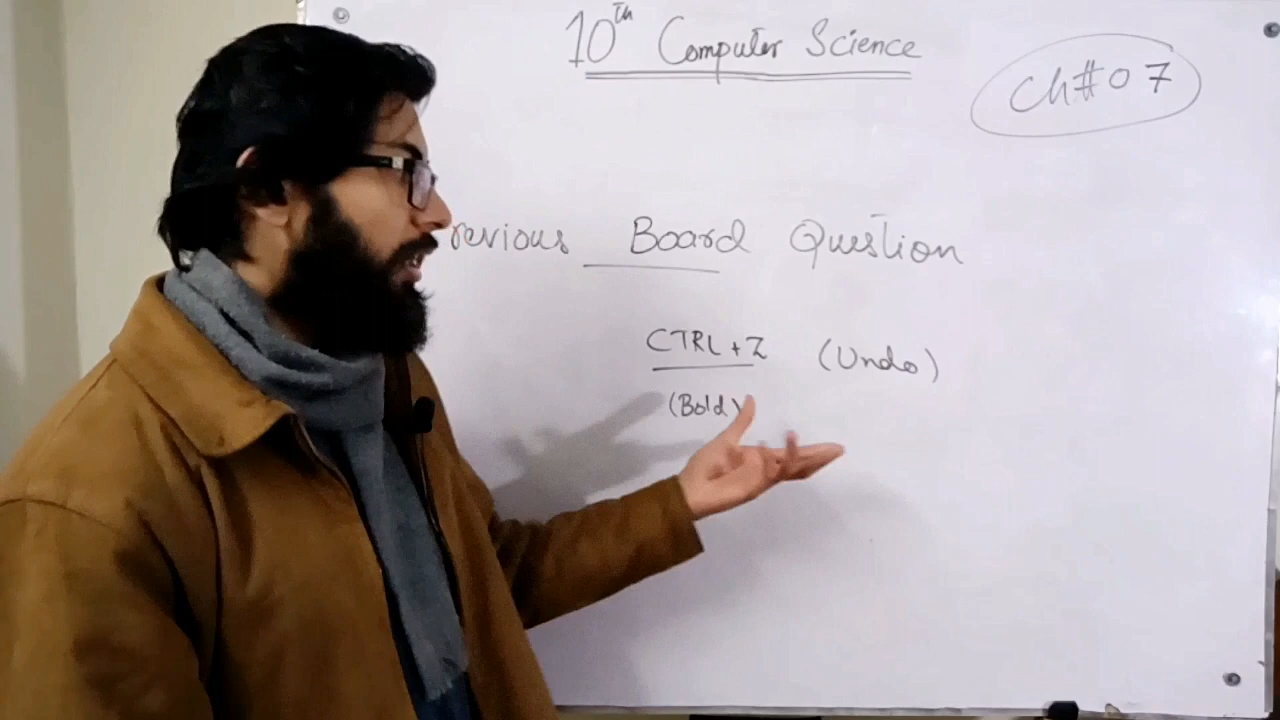 10th Computer Science
Ch#07
revious Board Question
CTRL+Z (Undo)
(Bold)